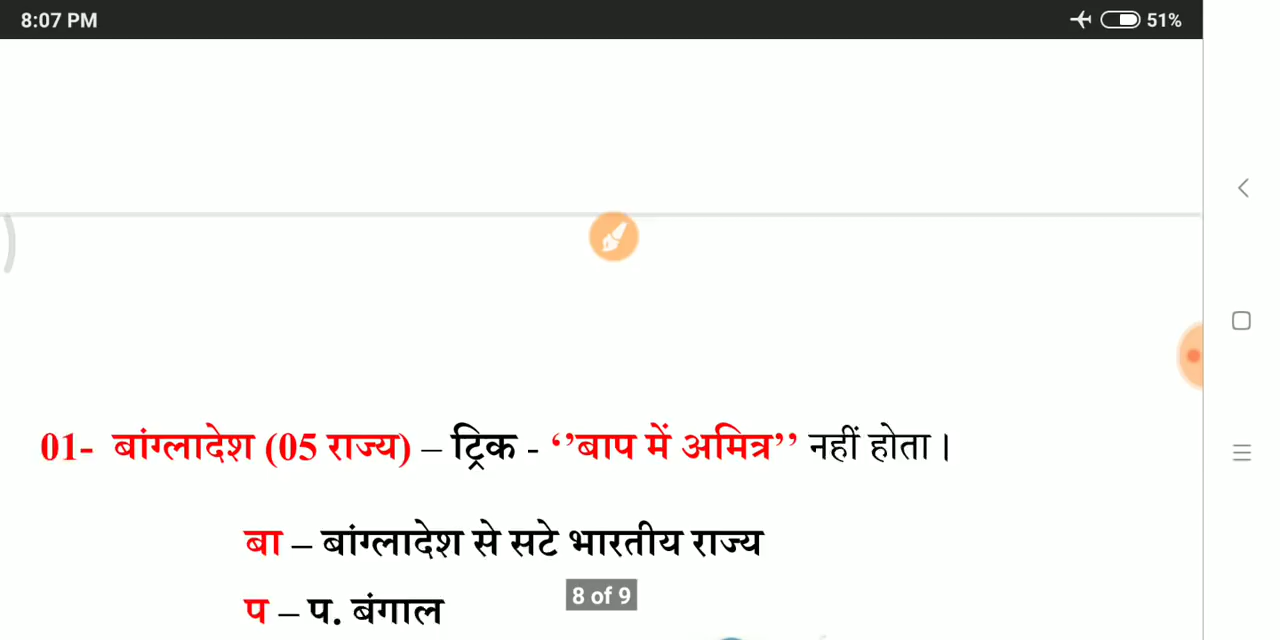 8:07 PM 51%
01- बांग्लादेश (05 राज्य) – ट्रिक - ‘’बाप में अमित्र’’ नहीं होता।
बा – बांग्लादेश से सटे भारतीय राज्य
प – प. बंगाल
8 of 9